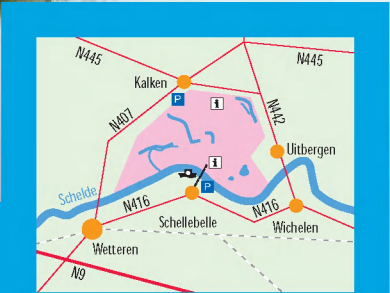 N445
N445
Kalken
P
i
N407
N442
Uitbergen
i
Schelde
P
N416
N416
Schellebelle
Wichelen
Wetteren
N9